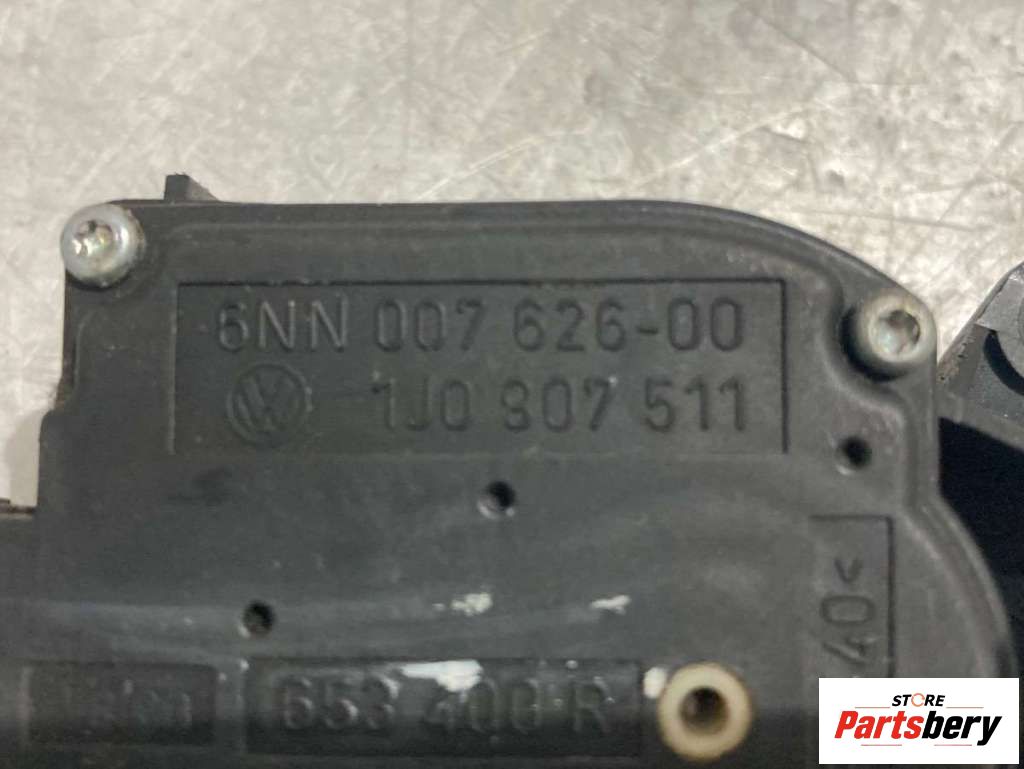 6NN 007 626-00
1J0 907 511
40<
653 400 R
STORE
Partsbery